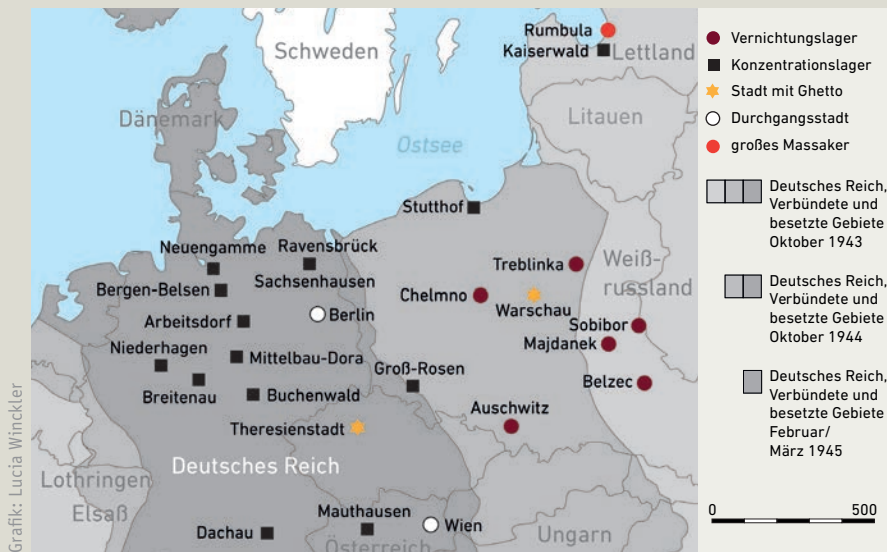 Schweden
Rumbula
Kaiserwald
Lettland
Dänemark
Litauen
Ostsee
Stutthof
Neuengamme
Ravensbrück
Treblinka
Weiß-
russland
Bergen-Belsen
Sachsenhausen
Chelmno
Warschau
Arbeitsdorf
Berlin
Sobibor
Majdanek
Niederhagen
Mittelbau-Dora
Groß-Rosen
Belzec
Breitenau
Buchenwald
Auschwitz
Theresienstadt
Deutsches Reich
Lothringen
Elsaß
Mauthausen
Dachau
Wien
Österreich
Ungarn
Vernichtungslager
Konzentrationslager
Stadt mit Ghetto
Durchgangsstadt
großes Massaker
Deutsches Reich,
Verbündete und
besetzte Gebiete
Oktober 1943
Deutsches Reich,
Verbündete und
besetzte Gebiete
Oktober 1944
Deutsches Reich,
Verbündete und
besetzte Gebiete
Februar/
März 1945
0 500
Grafik: Lucia Winckler